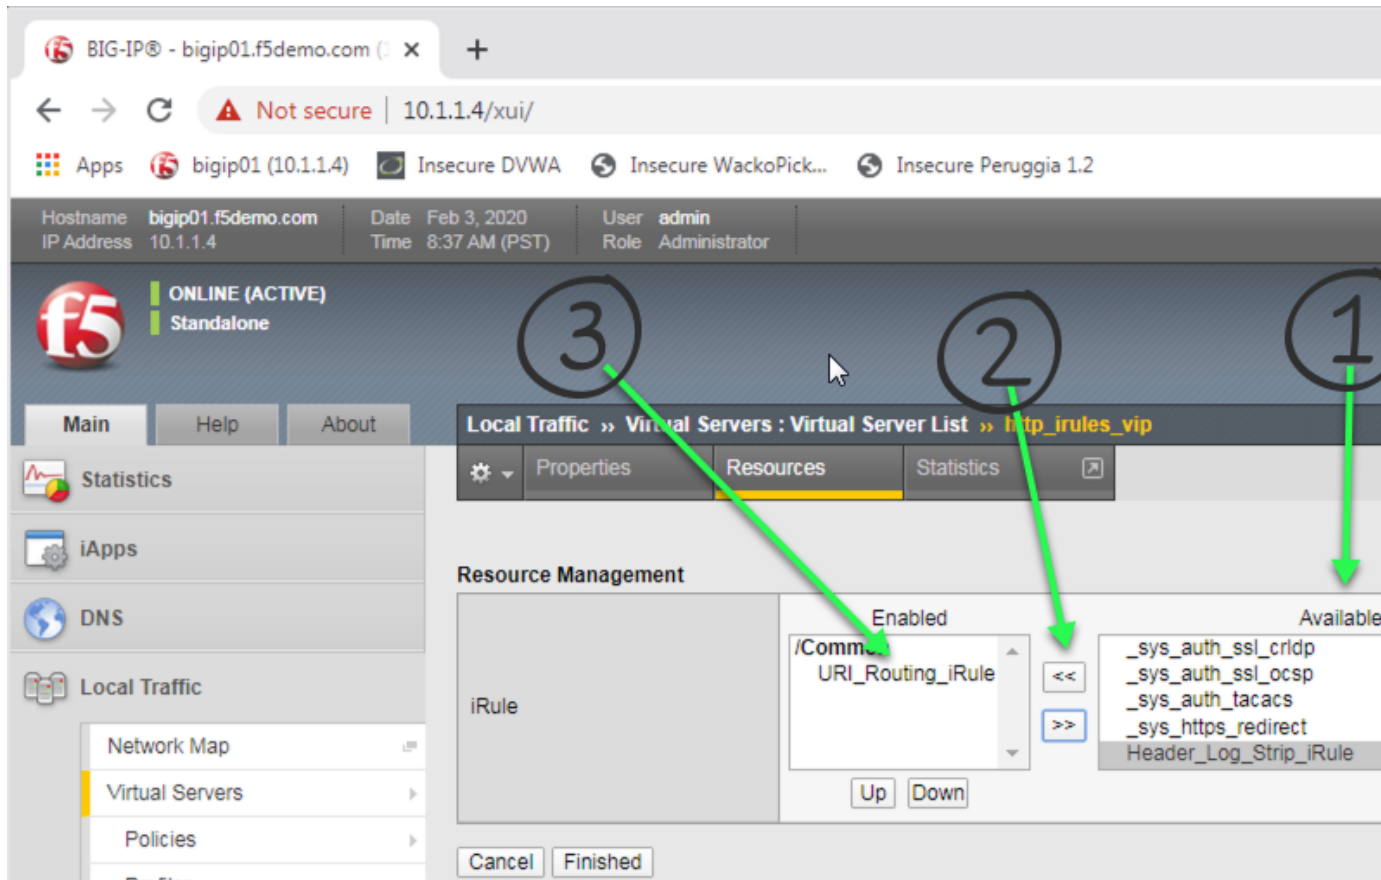 BIG-IP® - bigip01.f5demo.com (
Not secure | 10.1.1.4/xui/
Apps bigip01 (10.1.1.4) Insecure DVWA Insecure WackoPick... Insecure Peruggia 1.2
Hostname bigip01.f5demo.com Date Feb 3, 2020 User admin
IP Address 10.1.1.4 Time 8:37 AM (PST) Role Administrator
f5
ONLINE (ACTIVE)
Standalone
3 2 1
Main Help About
Local Traffic ›› Virtual Servers : Virtual Server List ›› http_irules_vip
Properties Resources Statistics
Statistics
iApps
DNS
Local Traffic
Network Map
Virtual Servers
Policies
Resource Management
iRule
Enabled
/Common
URI_Routing_iRule
<<
>>
Up Down
Available
_sys_auth_ssl_crldp
_sys_auth_ssl_ocsp
_sys_auth_tacacs
_sys_https_redirect
Header_Log_Strip_iRule
Cancel Finished